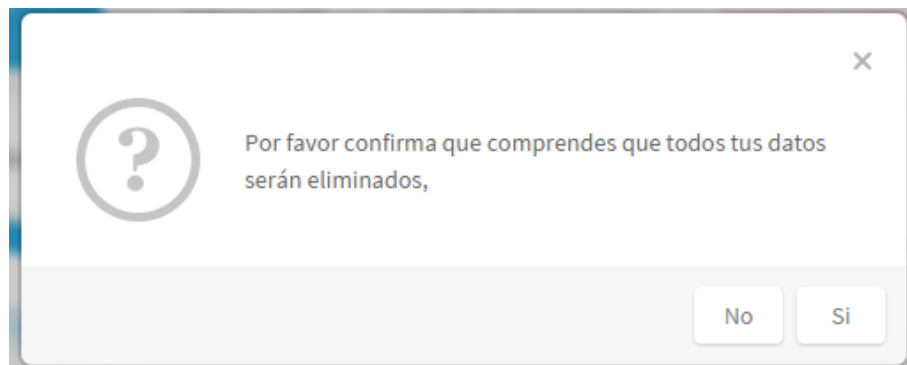 Por favor confirma que comprendes que todos tus datos
serán eliminados,
No
Si